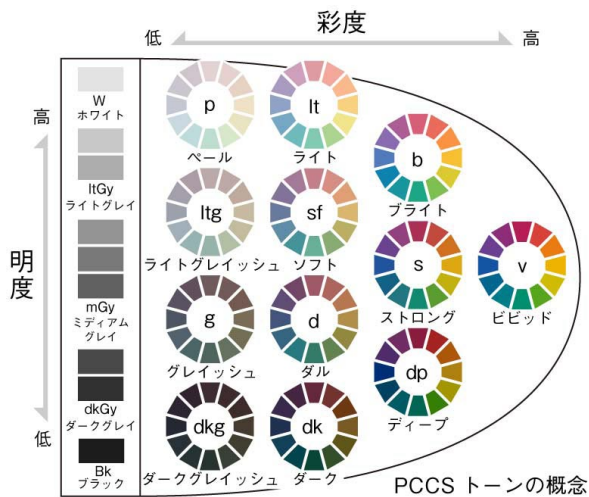 彩度
低
高
明度
高
低
W
ホワイト
ltGy
ライトグレイ
mGy
ミディアム
グレイ
dkGy
ダークグレイ
Bk
ブラック
p
ペール
lt
ライト
b
ブライト
ltg
ライトグレイッシュ
sf
ソフト
s
ストロング
v
ビビッド
g
グレイッシュ
d
ダル
dp
ディープ
dkg
ダークグレイッシュ
dk
ダーク
PCCS トーンの概念